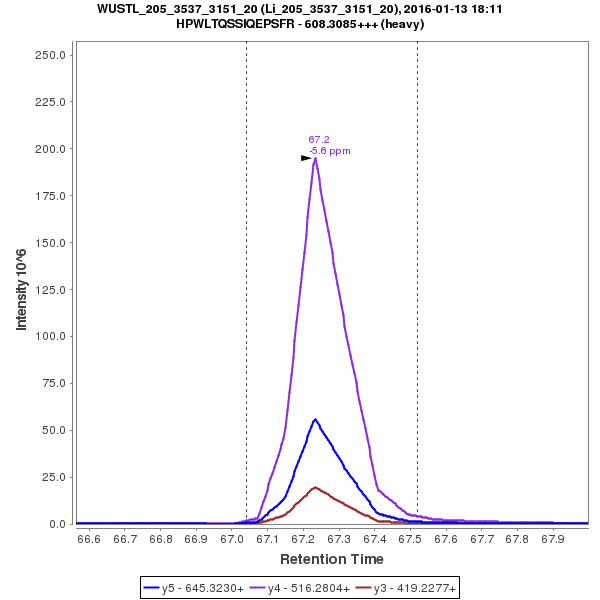 WUSTL_205_3537_3151_20 (Li_205_3537_3151_20), 2016-01-13 18:11
HPWLTQSSIQEPSFR - 608.3085+++ (heavy)
250.0
225.0
200.0
175.0
150.0
125.0
100.0
75.0
50.0
25.0
0.0
Intensity 10^6
67.2
-5.6 ppm
66.6 66.7 66.8 66.9 67.0 67.1 67.2 67.3 67.4 67.5 67.6 67.7 67.8 67.9
Retention Time
y5 - 645.3230+ y4 - 516.2804+ y3 - 419.2277+